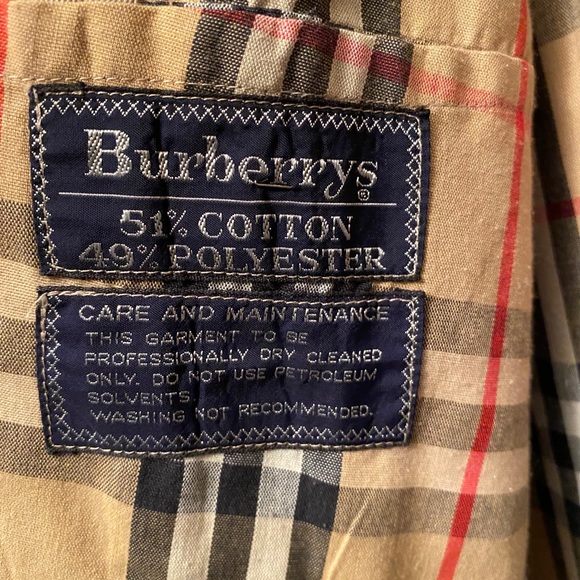 Burberrys®
51% COTTON
49% POLYESTER
CARE AND MAINTENANCE
THIS GARMENT TO BE
PROFESSIONALLY DRY CLEANED
ONLY. DO NOT USE PETROLEUM
SOLVENTS.
WASHING NOT RECOMMENDED.